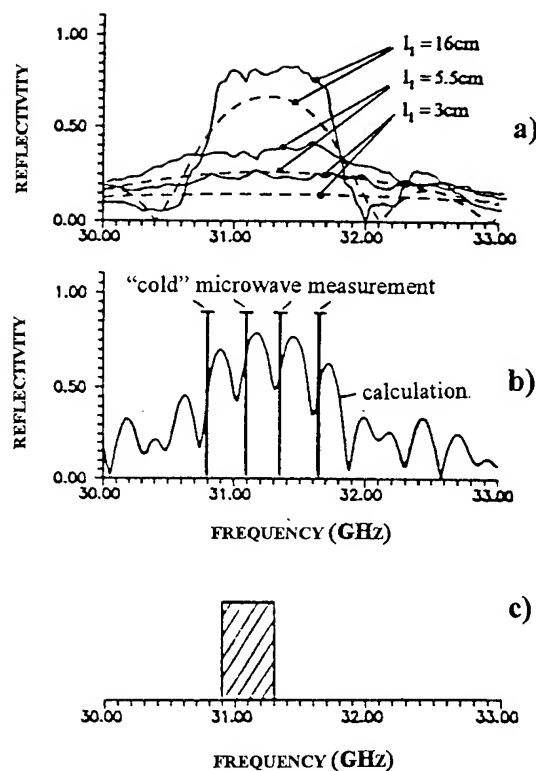 1.00
0.50
0.00
REFLECTIVITY
l₁ = 16cm
l₁ = 5.5cm
l₁ = 3cm
a)
30.00 31.00 32.00 33.00
1.00
0.50
0.00
REFLECTIVITY
"cold" microwave measurement
calculation.
b)
30.00 31.00 32.00 33.00
FREQUENCY (GHz)
c)
30.00 31.00 32.00 33.00
FREQUENCY (GHz)